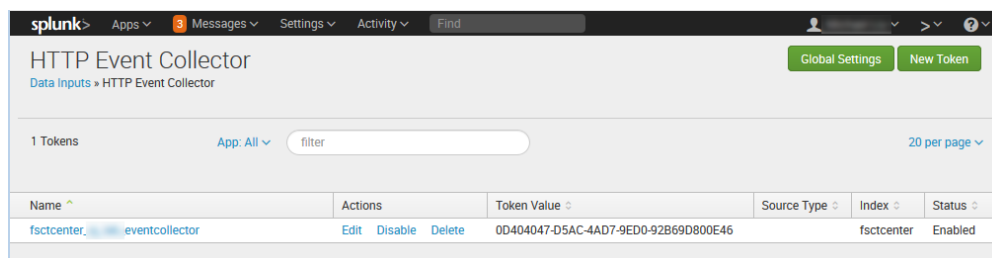 splunk> Apps 3 Messages Settings Activity Find >
HTTP Event Collector
Global Settings New Token
Data Inputs » HTTP Event Collector
1 Tokens App: All filter 20 per page
Name Actions Token Value Source Type Index Status
fsctcenter_ eventcollector Edit Disable Delete 0D404047-D5AC-4AD7-9ED0-92B69D800E46 fsctcenter Enabled